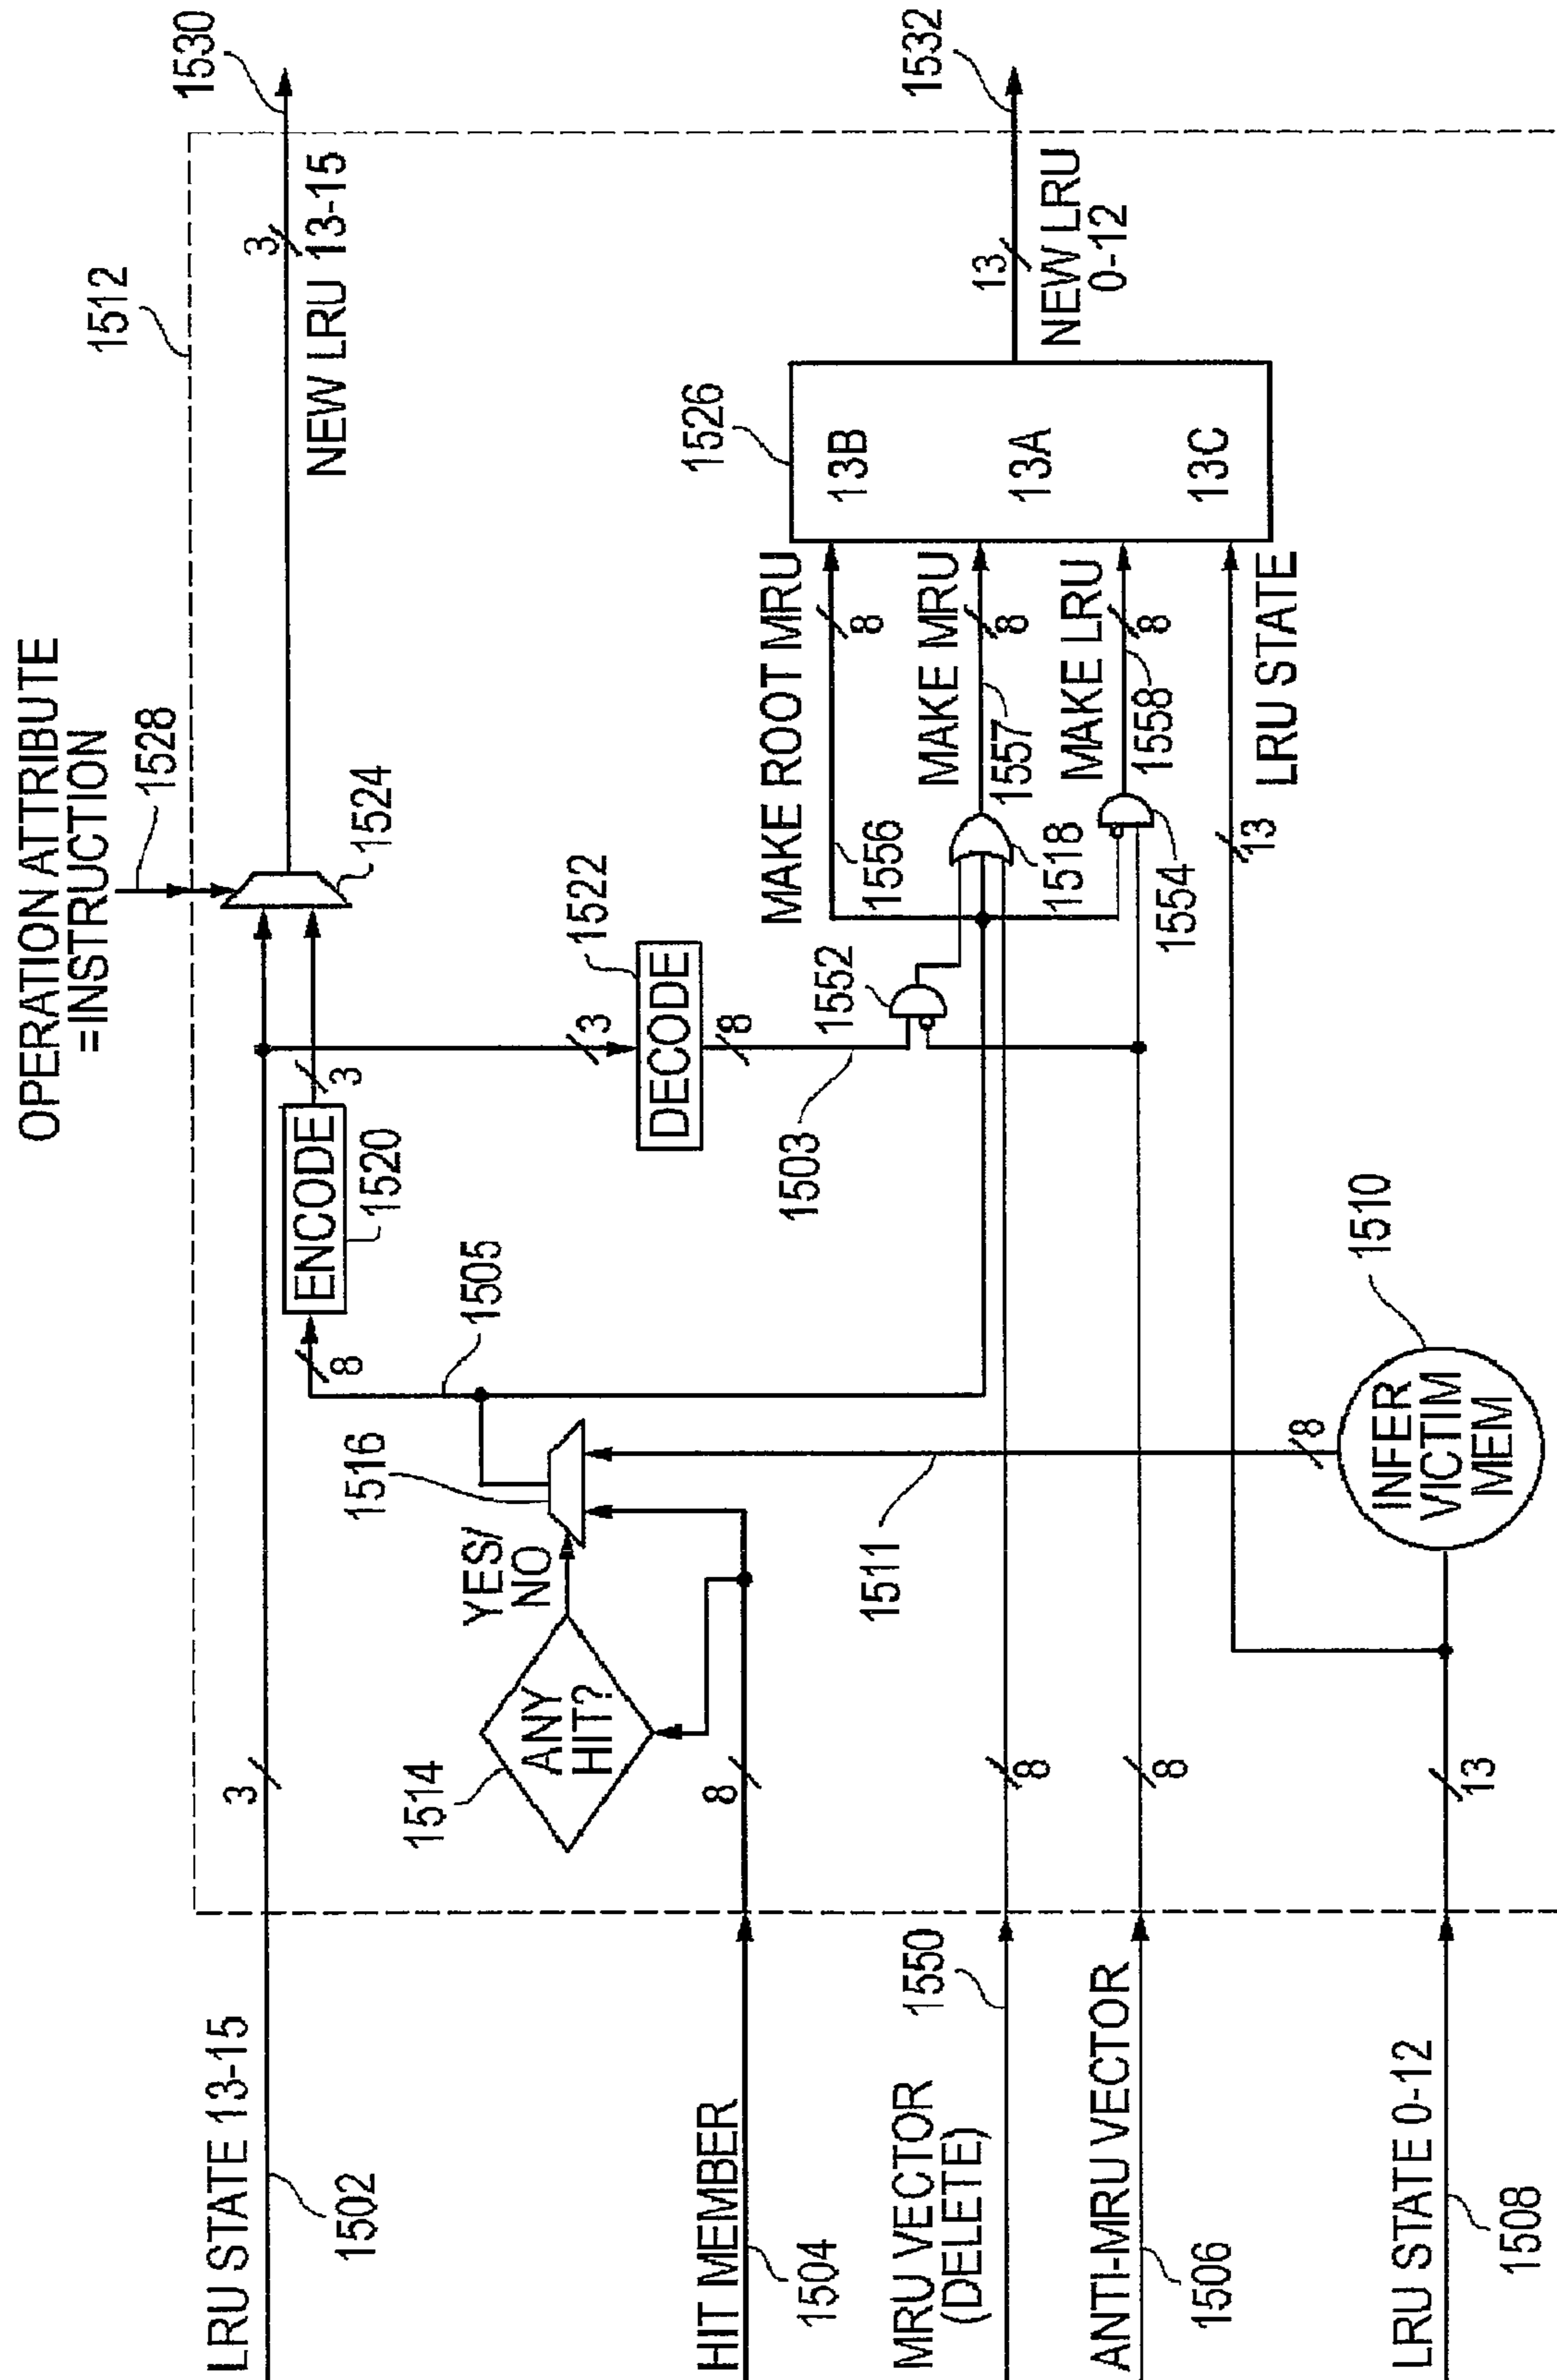 OPERATION ATTRIBUTE
=INSTRUCTION
1528
1512
1530
LRU STATE 13-15
1502
3
ENCODE
1520
3
1524
3
NEW LRU 13-15
8
1505
1516
YES/
NO
ANY
HIT?
1514
HIT MEMBER
1504
8
3
DECODE
1522
8
1503
1552
MRU VECTOR
(DELETE)
1550
8
ANTI-MRU VECTOR
1506
8
1511
LRU STATE 0-12
1508
13
8
INFER
VICTIM
MEM
1510
MAKE ROOT MRU
1556
8
MAKE MRU
8
1557
1518
MAKE LRU
8
1558
1554
13
LRU STATE
1526
13B
13A
13C
13
NEW LRU
0-12
1532